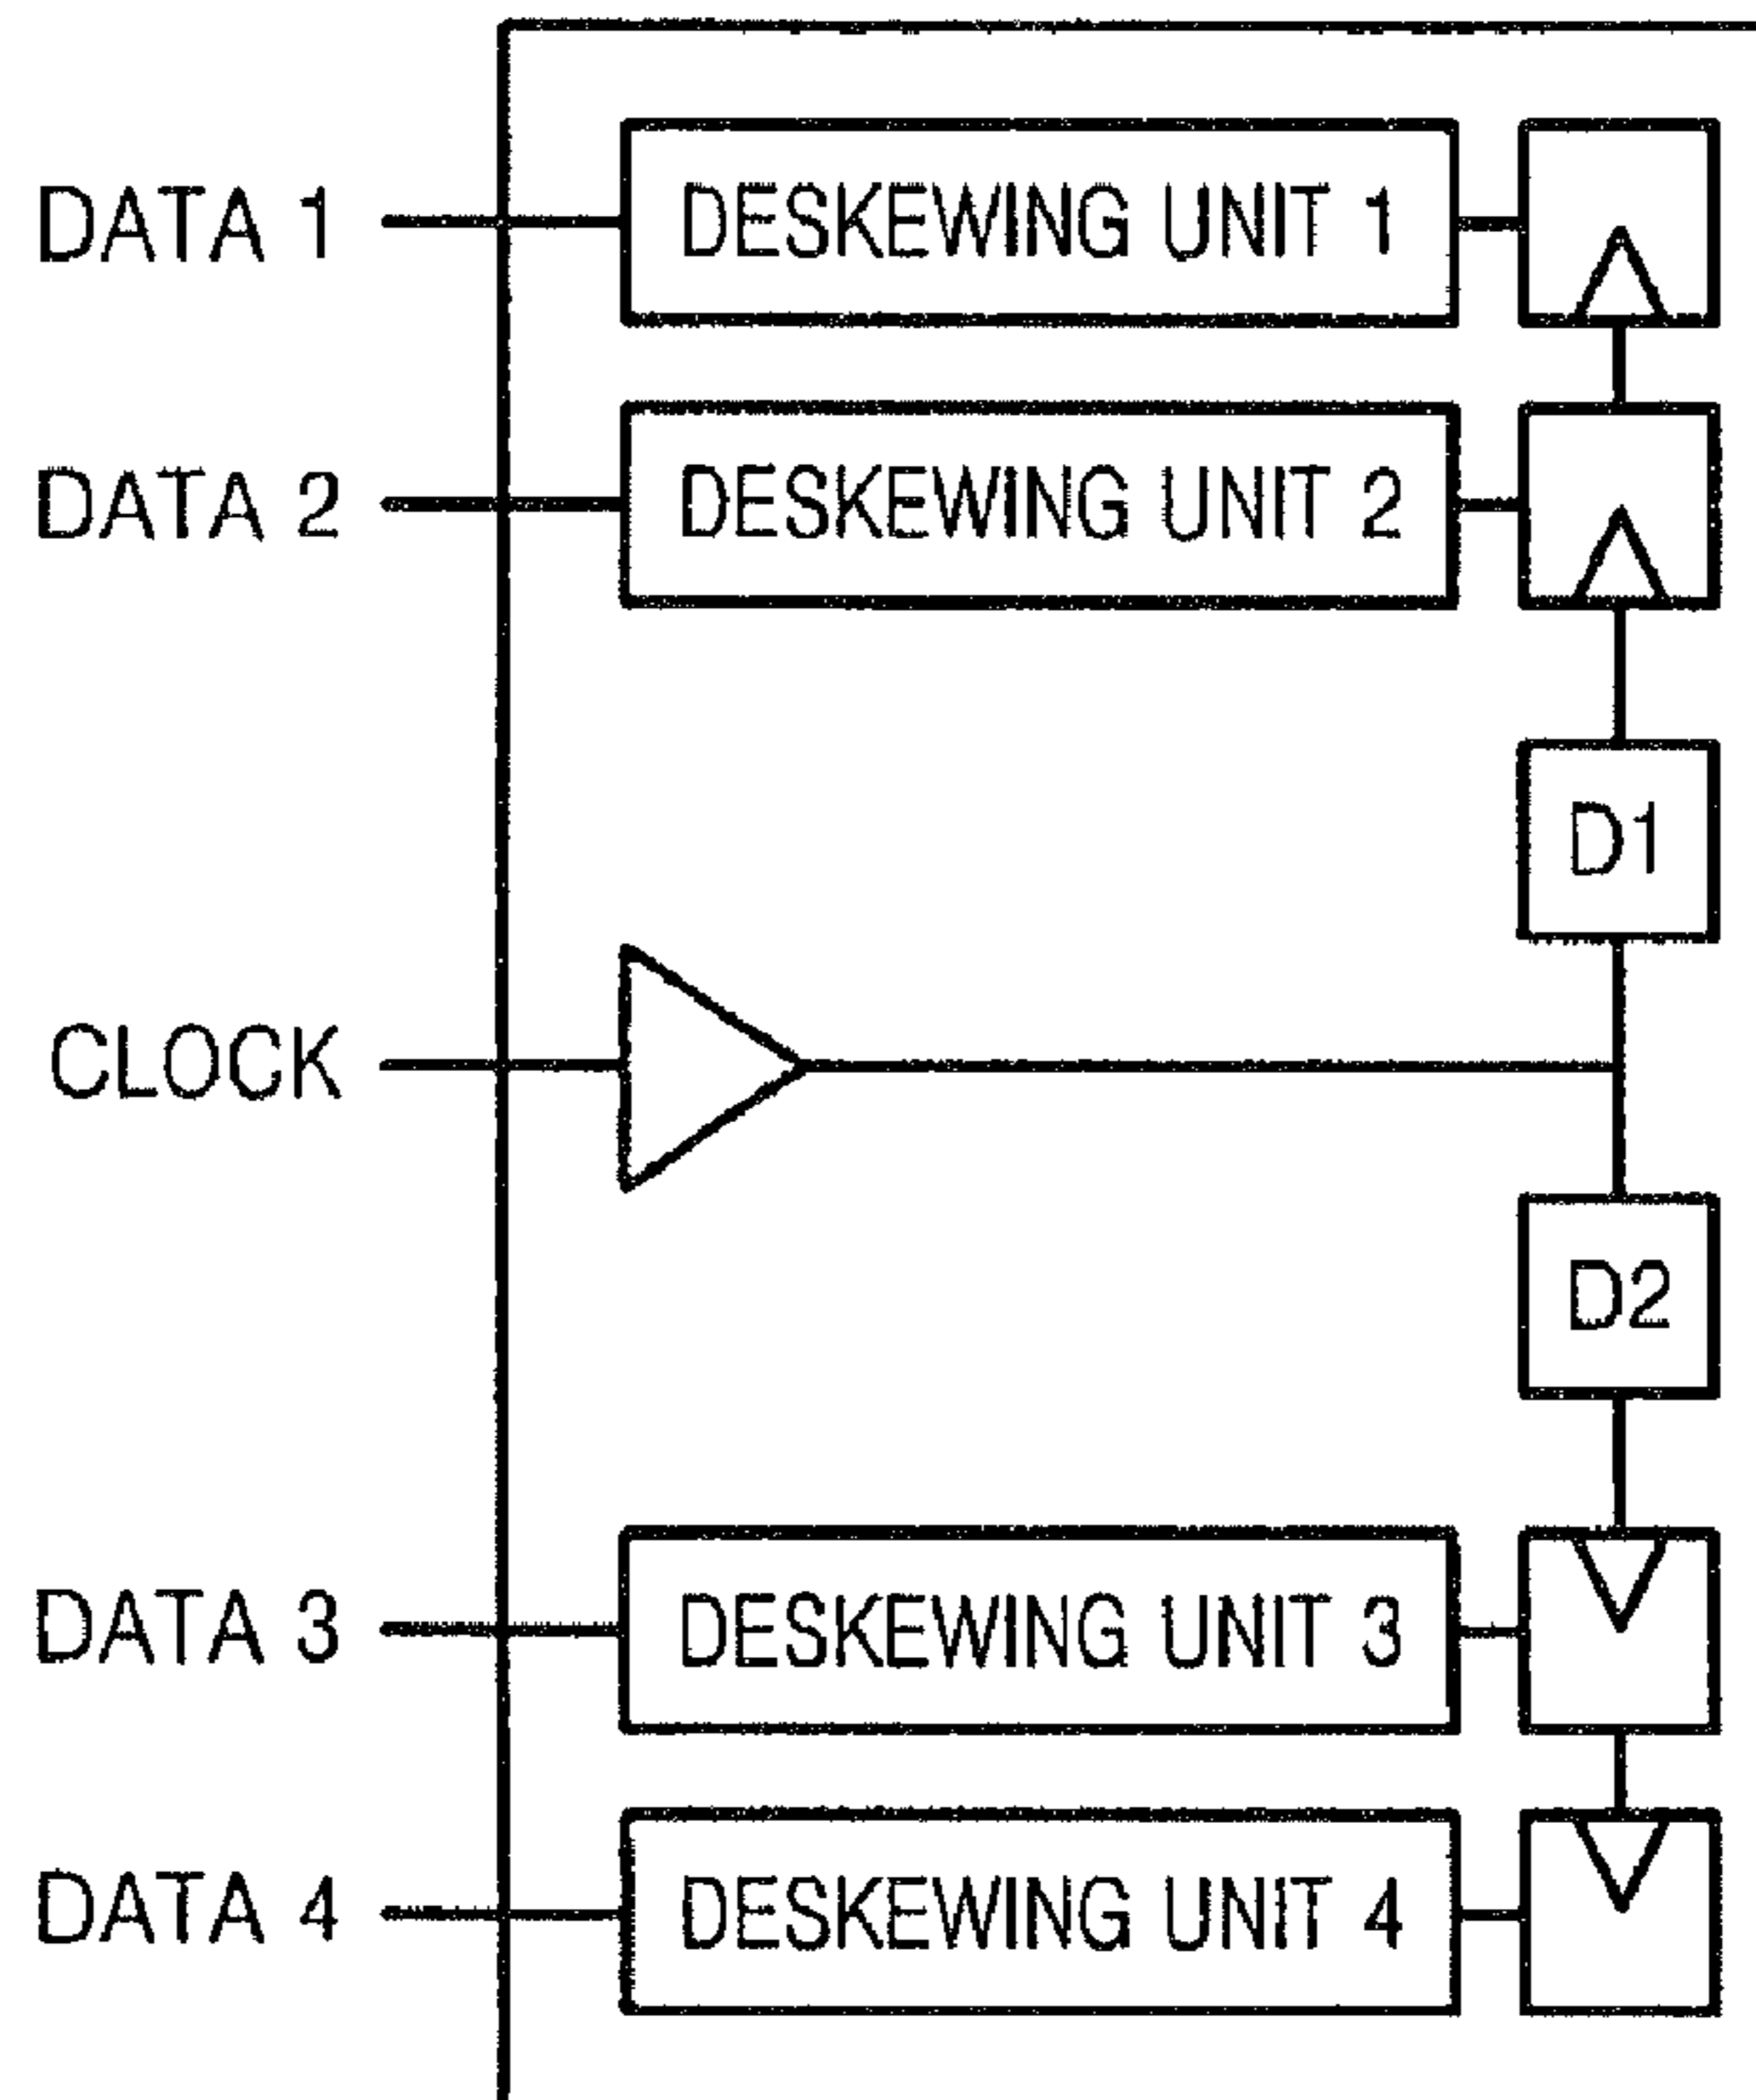 DATA 1 DESKEWING UNIT 1
DATA 2 DESKEWING UNIT 2
D1
CLOCK
D2
DATA 3 DESKEWING UNIT 3
DATA 4 DESKEWING UNIT 4